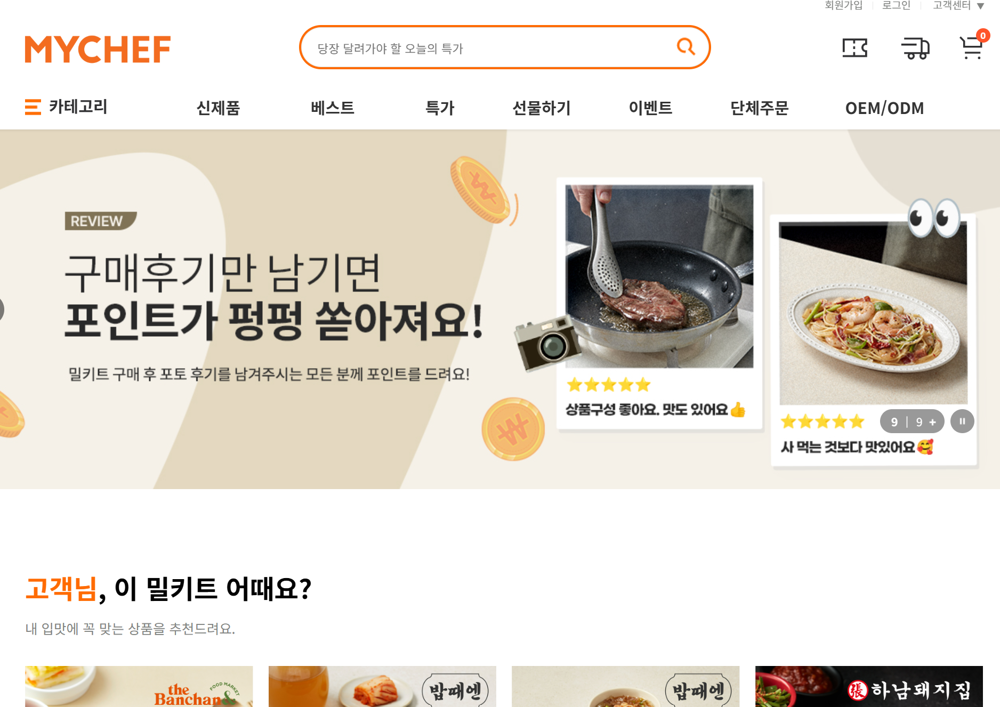 회원가입 로그인 고객센터 ▼
MYCHEF
당장 달려가야 할 오늘의 특가
0
카테고리 신제품 베스트 특가 선물하기 이벤트 단체주문 OEM/ODM
REVIEW
구매후기만 남기면
포인트가 펑펑 쏟아져요!
밀키트 구매 후 포토 후기를 남겨주시는 모든 분께 포인트를 드려요!
상품구성 좋아요. 맛도 있어요👍
9 | 9 +
사 먹는 것보다 맛있어요🥰
고객님, 이 밀키트 어때요?
내 입맛에 꼭 맞는 상품을 추천드려요.
the
Banchan&
FOOD MARKET
밥때엔
밥때엔
張 하남돼지집